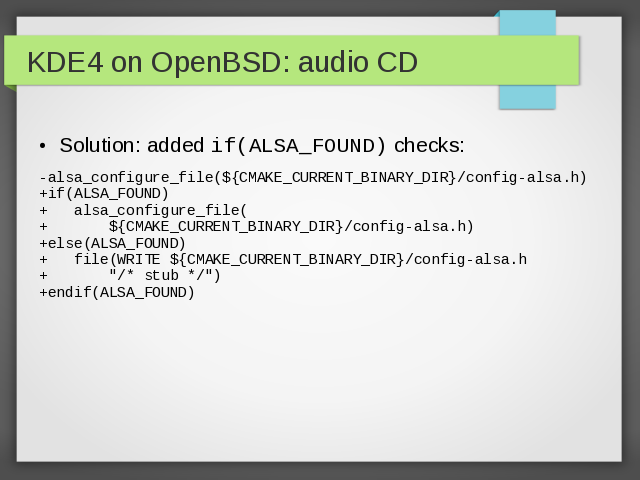 KDE4 on OpenBSD: audio CD
• Solution: added if(ALSA_FOUND) checks:
-alsa_configure_file(${CMAKE_CURRENT_BINARY_DIR}/config-alsa.h)
+if(ALSA_FOUND)
+   alsa_configure_file(
+       ${CMAKE_CURRENT_BINARY_DIR}/config-alsa.h)
+else(ALSA_FOUND)
+   file(WRITE ${CMAKE_CURRENT_BINARY_DIR}/config-alsa.h
+       "/* stub */")
+endif(ALSA_FOUND)